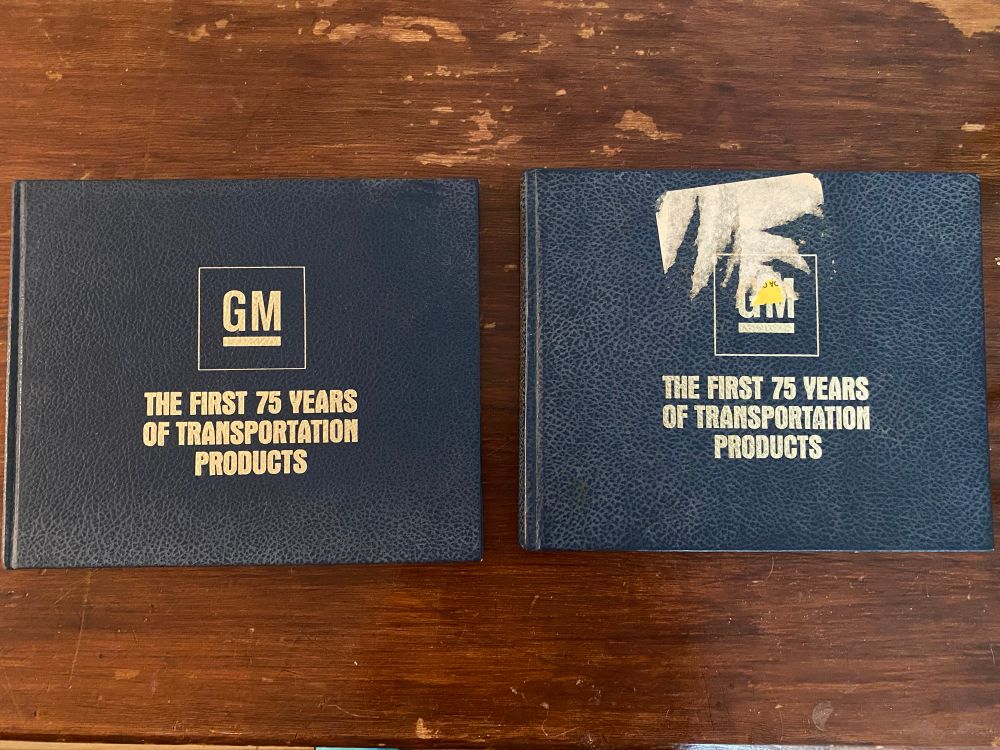 GM
THE FIRST 75 YEARS
OF TRANSPORTATION
PRODUCTS
GM
THE FIRST 75 YEARS
OF TRANSPORTATION
PRODUCTS